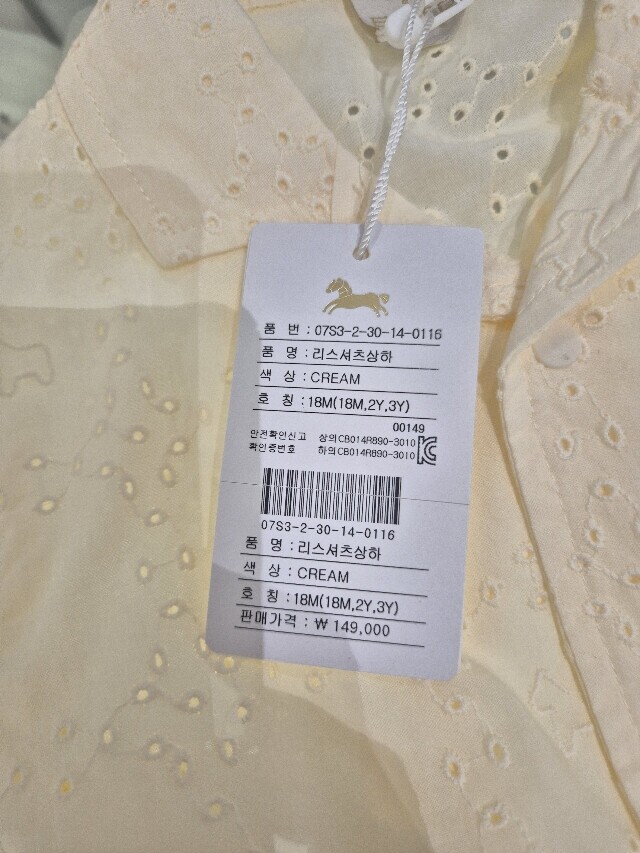 품 번 : 07S3-2-30-14-0116
품 명 : 리스셔츠상하
색 상 : CREAM
호 칭 : 18M(18M,2Y,3Y)
00149
안전확인신고 상의CB014R890-3010
확인증번호 하의CB014R890-3010
07S3-2-30-14-0116
품 명 : 리스셔츠상하
색 상 : CREAM
호 칭 : 18M(18M,2Y,3Y)
판매가격 : ₩ 149,000